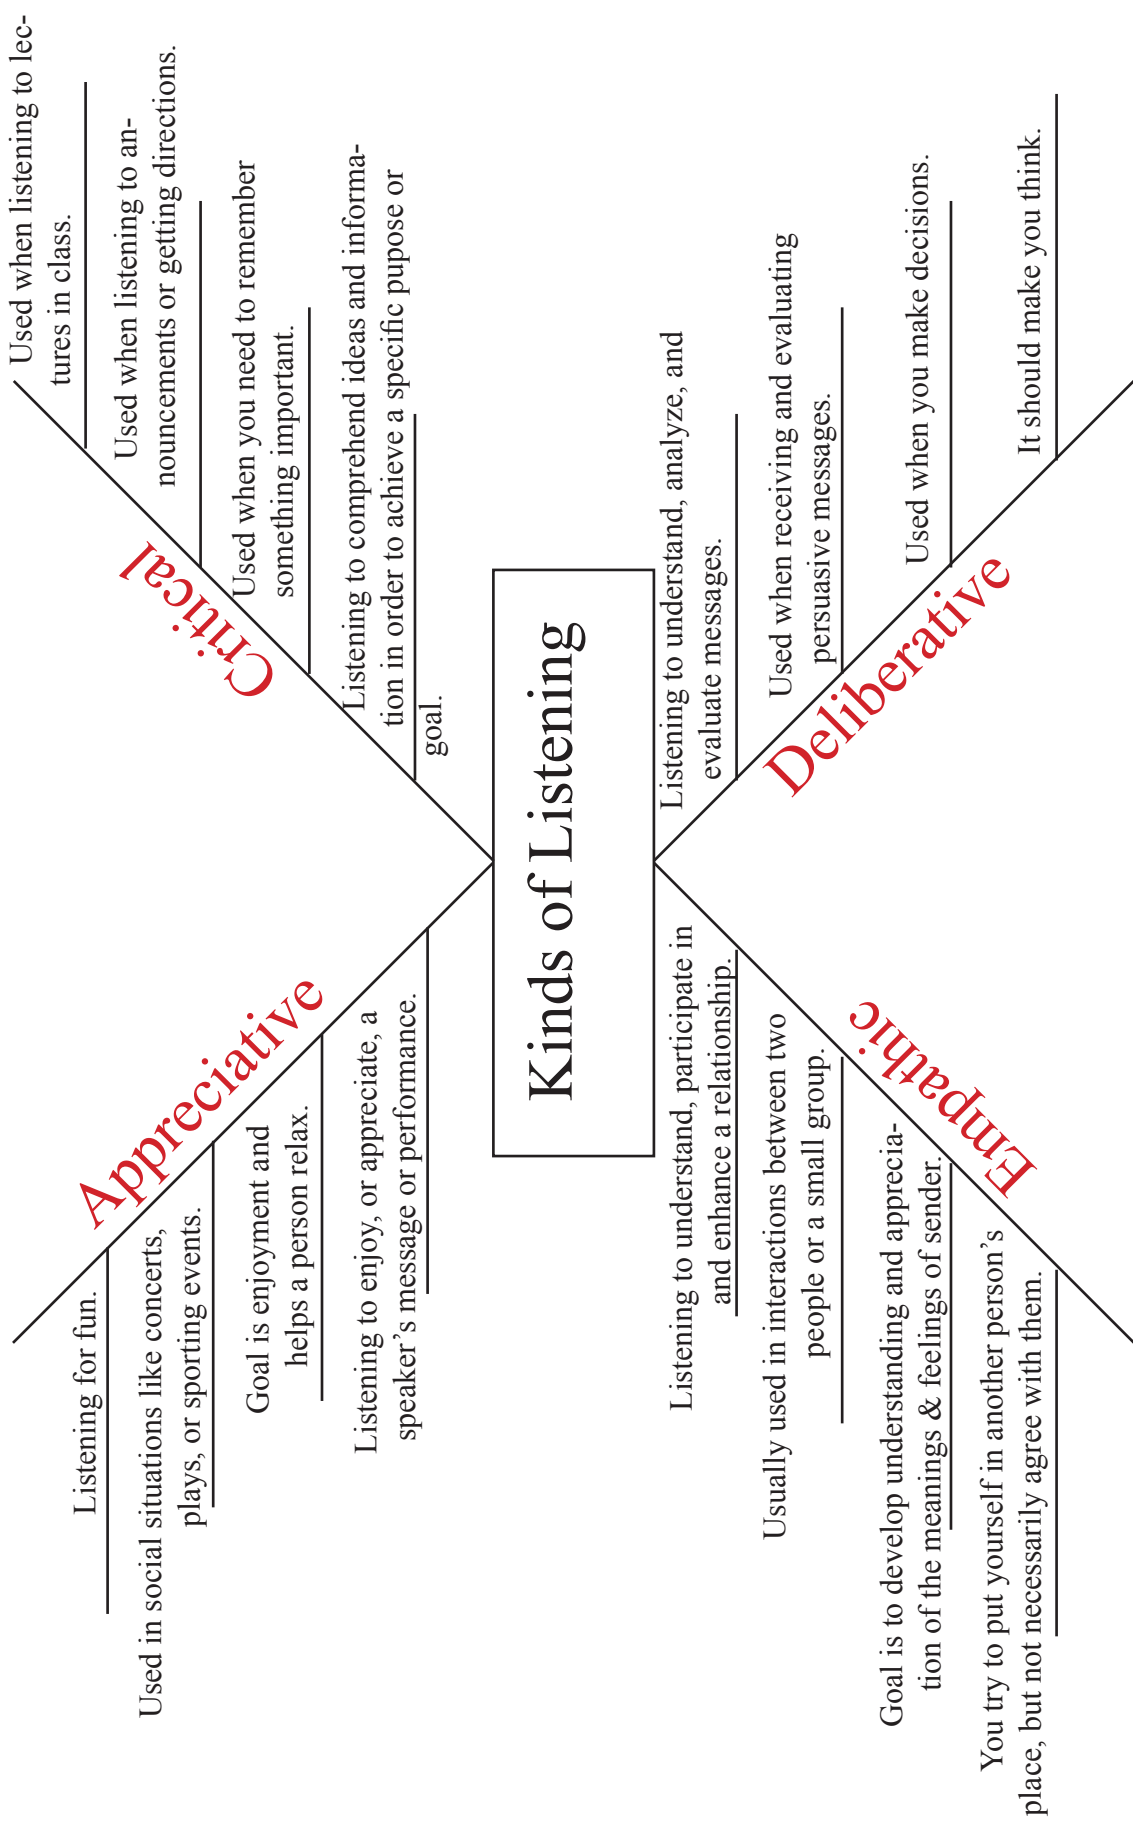 Appreciative
Listening for fun.
Used in social situations like concerts,
plays, or sporting events.
Goal is enjoyment and
helps a person relax.
Listening to enjoy, or appreciate, a
speaker’s message or performance.
Critical
Used when listening to lec-
tures in class.
Used when listening to an-
nouncements or getting directions.
Used when you need to remember
something important.
Listening to comprehend ideas and informa-
tion in order to achieve a specific pupose or
goal.
Kinds of Listening
Empathic
Listening to understand, participate in
and enhance a relationship.
Usually used in interactions between two
people or a small group.
Goal is to develop understanding and apprecia-
tion of the meanings & feelings of sender.
You try to put yourself in another person’s
place, but not necessarily agree with them.
Deliberative
Listening to understand, analyze, and
evaluate messages.
Used when receiving and evaluating
persuasive messages.
Used when you make decisions.
It should make you think.